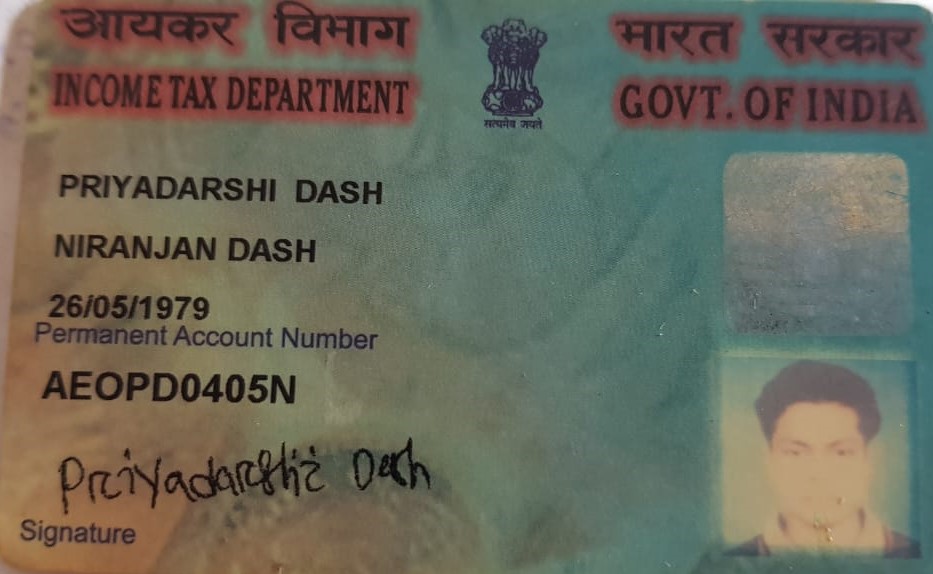 आयकर विभाग
भारत सरकार
INCOME TAX DEPARTMENT
GOVT. OF INDIA
सत्यमेव जयते
PRIYADARSHI DASH
NIRANJAN DASH
26/05/1979
Permanent Account Number
AEOPD0405N
Priyadarshi Dash
Signature